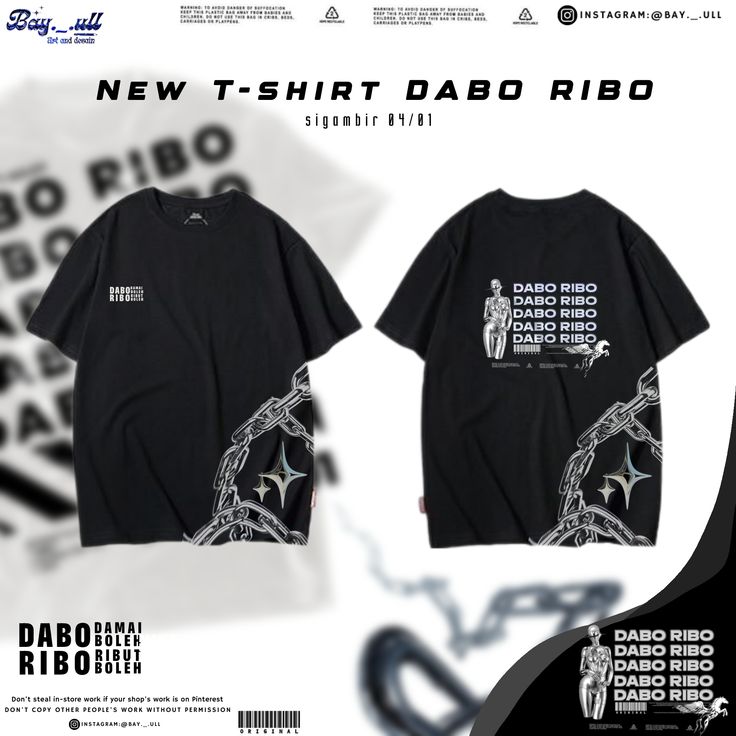 Bay._.ull
Art and desain
WARNING: TO AVOID DANGER OF SUFFOCATION
KEEP THIS PLASTIC BAG AWAY FROM BABIES AND
CHILDREN. DO NOT USE THIS BAG IN CRIBS, BEDS,
CARRIAGES OR PLAYPENS.
WARNING: TO AVOID DANGER OF SUFFOCATION
KEEP THIS PLASTIC BAG AWAY FROM BABIES AND
CHILDREN. DO NOT USE THIS BAG IN CRIBS, BEDS,
CARRIAGES OR PLAYPENS.
INSTAGRAM:@BAY._.ULL
NEW T-SHIRT DABO RIBO
sigambir 04/01
DABO DAMAI BOLEH
RIBO RIBUT BOLEH
DABO RIBO
DABO RIBO
DABO RIBO
DABO RIBO
DABO RIBO
ORIGINAL
DABO DAMAI BOLEH
RIBO RIBUT BOLEH
Don't steal in-store work if your shop's work is on Pinterest
DON'T COPY OTHER PEOPLE'S WORK WITHOUT PERMISSION
INSTAGRAM:@BAY._.ULL
ORIGINAL
DABO RIBO
DABO RIBO
DABO RIBO
DABO RIBO
DABO RIBO
ORIGINAL